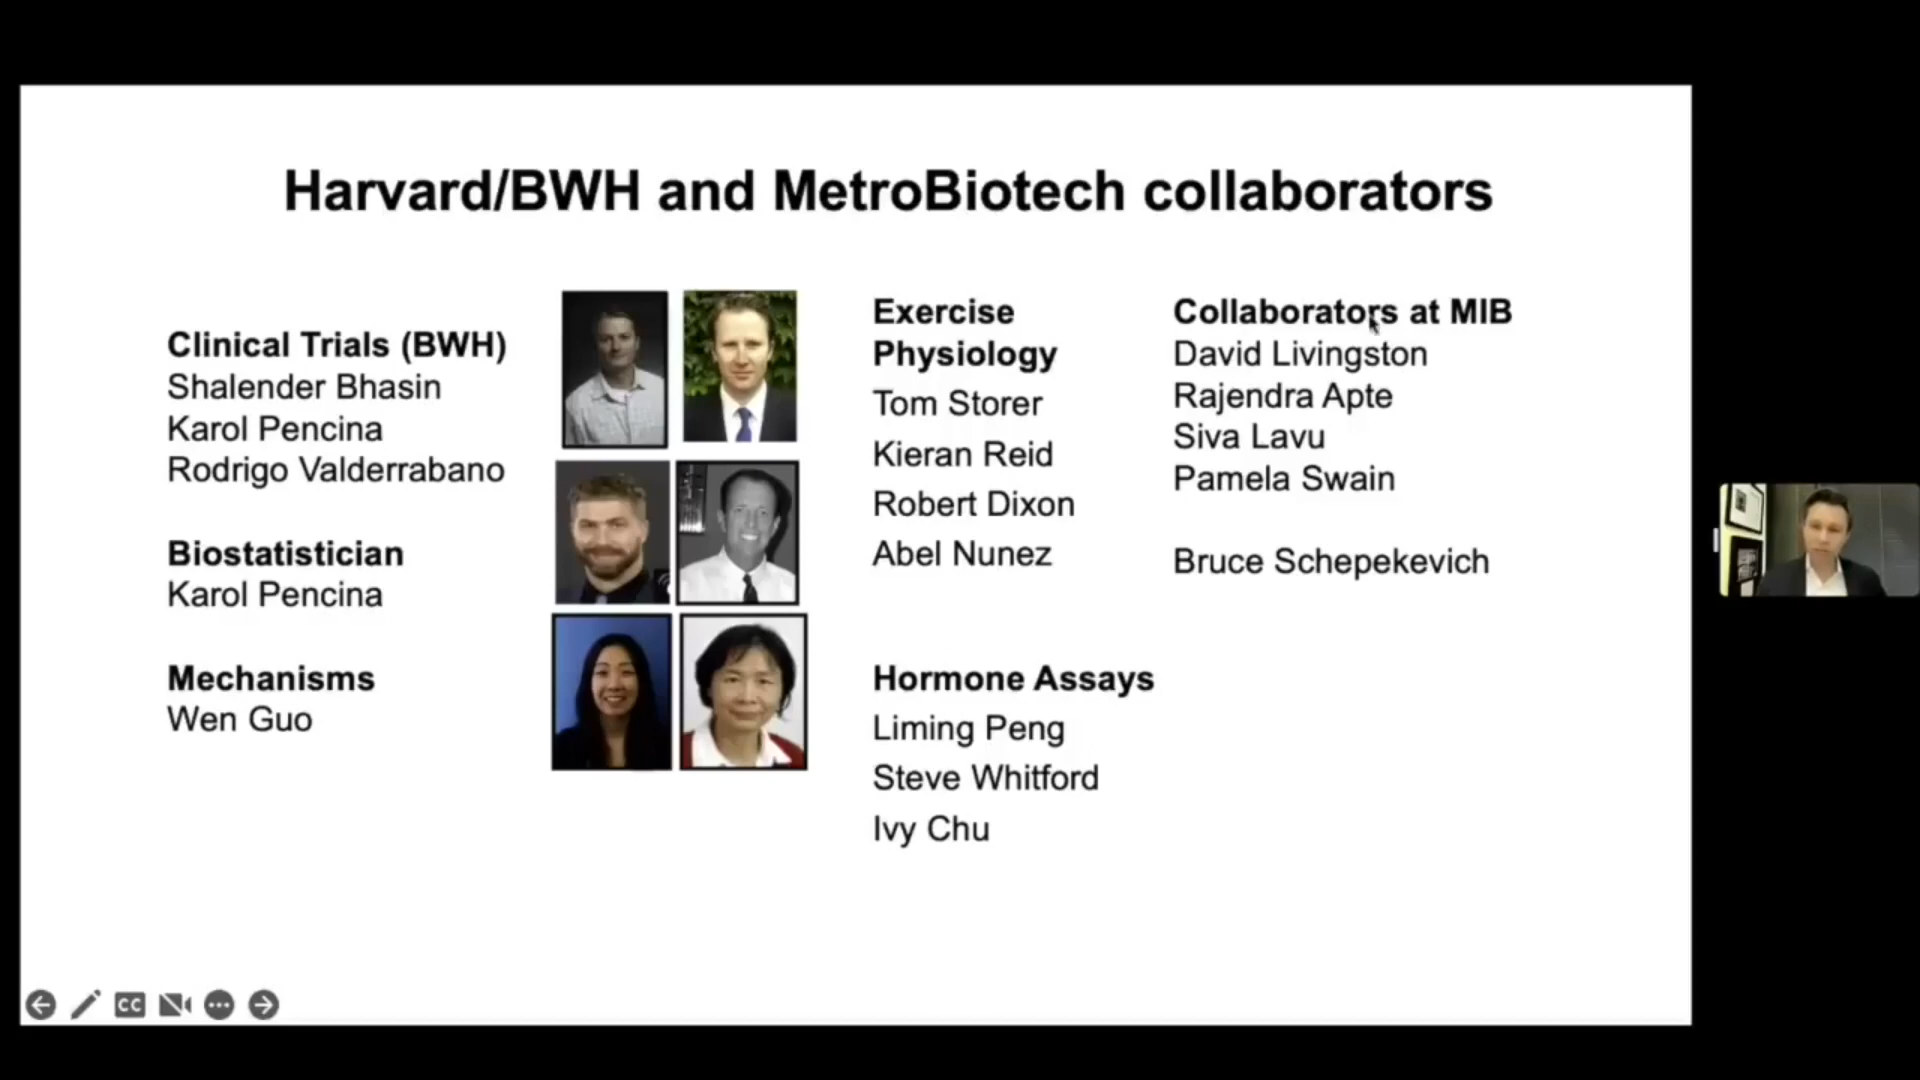 Harvard/BWH and MetroBiotech collaborators
Clinical Trials (BWH)
Shalender Bhasin
Karol Pencina
Rodrigo Valderrabano
Biostatistician
Karol Pencina
Mechanisms
Wen Guo
Exercise
Physiology
Tom Storer
Kieran Reid
Robert Dixon
Abel Nunez
Hormone Assays
Liming Peng
Steve Whitford
Ivy Chu
Collaborators at MIB
David Livingston
Rajendra Apte
Siva Lavu
Pamela Swain
Bruce Schepekevich
CC